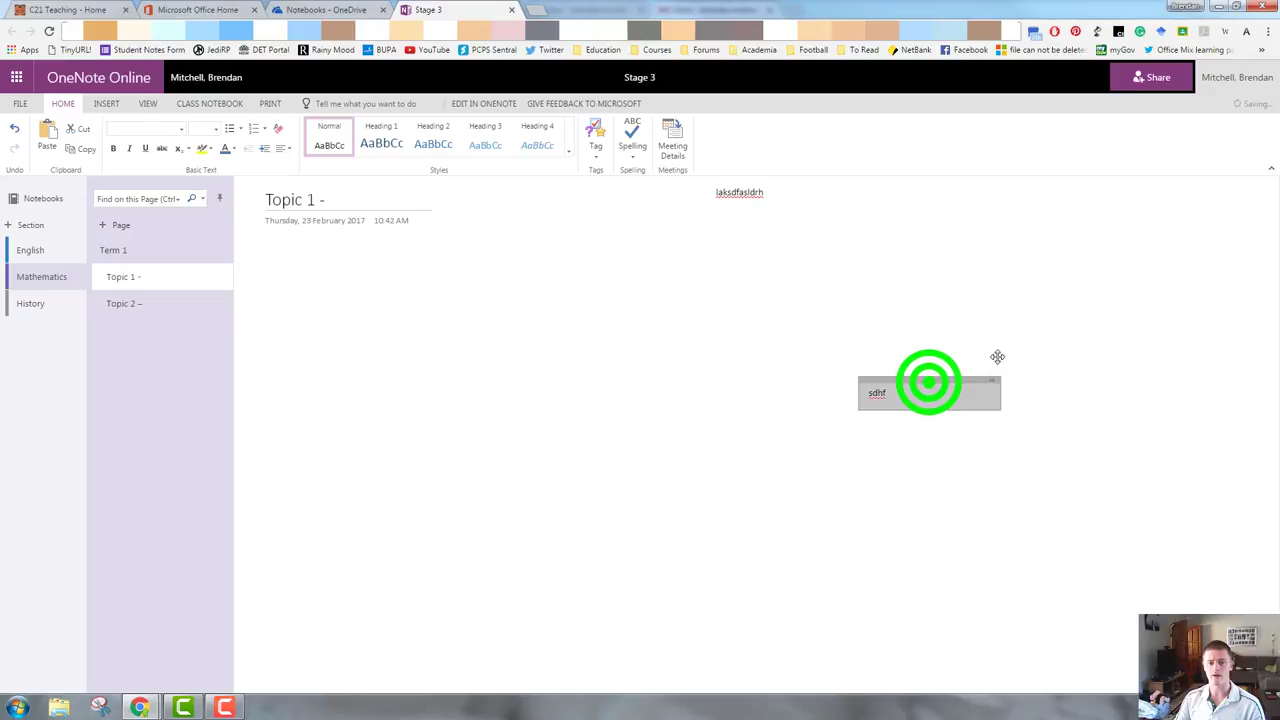 C21 Teaching - Home
Microsoft Office Home
Notebooks - OneDrive
Stage 3
Brendan
Apps
TinyURL!
Student Notes Form
JediRP
DET Portal
Rainy Mood
BUPA
YouTube
PCPS Sentral
Twitter
Education
Courses
Forums
Academia
Football
To Read
NetBank
Facebook
file can not be delete
myGov
Office Mix learning p
OneNote Online
Mitchell, Brendan
Stage 3
Share
Mitchell, Brendan
FILE
HOME
INSERT
VIEW
CLASS NOTEBOOK
PRINT
Tell me what you want to do
EDIT IN ONENOTE
GIVE FEEDBACK TO MICROSOFT
Saving...
Paste
Cut
Copy
Normal
AaBbCc
Heading 1
AaBbCc
Heading 2
AaBbCc
Heading 3
AaBbCc
Heading 4
AaBbCc
Tag
Spelling
Meeting
Details
Undo
Clipboard
Basic Text
Styles
Tags
Spelling
Meetings
Notebooks
Find on this Page (Ctrl+
Section
Page
English
Mathematics
History
Term 1
Topic 1 -
Topic 2 –
Topic 1 -
Thursday, 23 February 2017 10:42 AM
laksdfasldrh
sdhf